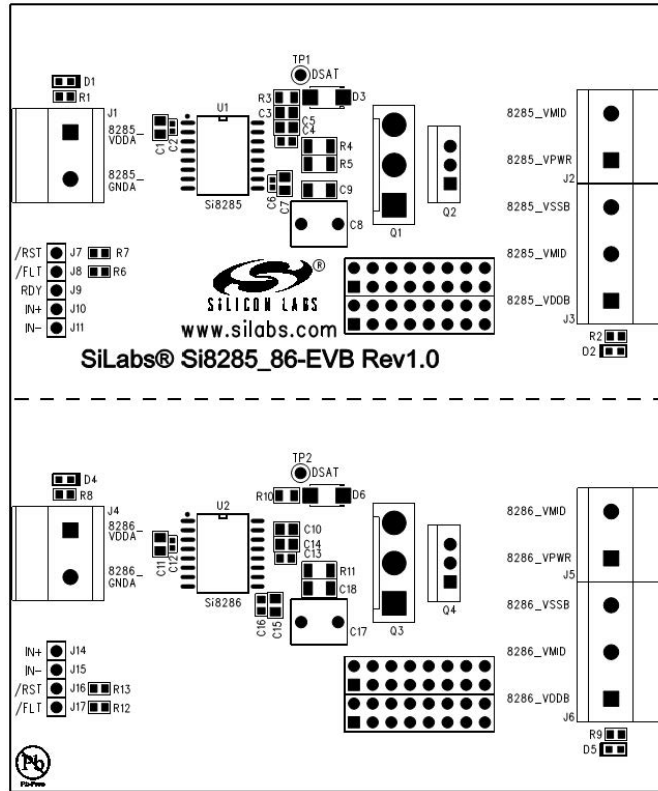 TP1
DSAT
D1
R1
J1
8285_
VDDA
8285_
GNDA
C1
C2
U1
Si8285
R3
D3
C3
C5
C4
R4
R5
C6
C7
C9
C8
Q1
Q2
8285_VMID
8285_VPWR
J2
8285_VSSB
8285_VMID
8285_VDDB
J3
R2
D2
/RST J7 R7
/FLT J8 R6
RDY J9
IN+ J10
IN- J11
SILICON LABS ®
www.silabs.com
SiLabs® Si8285_86-EVB Rev1.0
TP2
DSAT
D4
R8
J4
8286_
VDDA
8286_
GNDA
C11
C12
U2
Si8286
R10
D6
C10
C14
C13
R11
C18
C16
C15
C17
Q3
Q4
8286_VMID
8286_VPWR
J5
8286_VSSB
8286_VMID
8286_VDDB
J6
R9
D5
IN+ J14
IN- J15
/RST J16 R13
/FLT J17 R12
Pb
Pb-Free